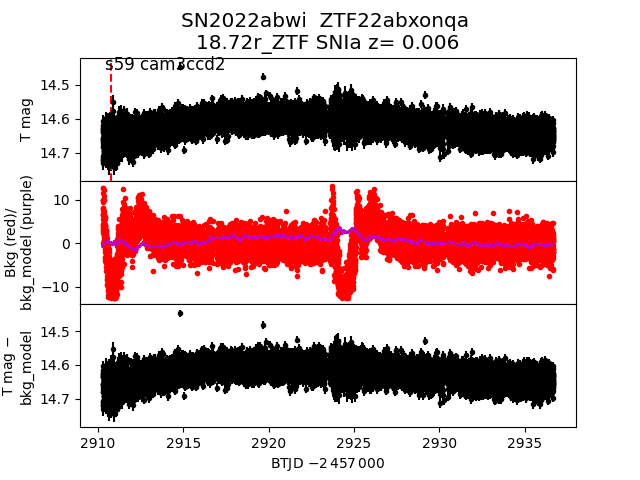 SN2022abwi  ZTF22abxonqa
18.72r_ZTF SNIa z= 0.006
s59 cam3ccd2
14.5
14.6
14.7
T mag
10
0
−10
Bkg (red)/
bkg_model (purple)
14.5
14.6
14.7
T mag −
bkg_model
2910
2915
2920
2925
2930
2935
BTJD −2 457 000